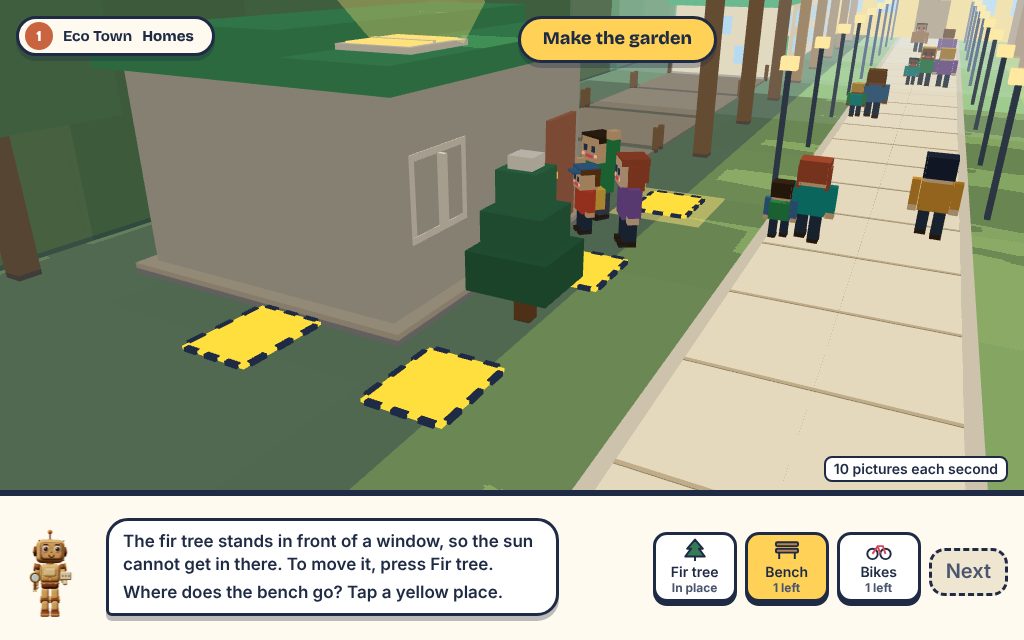 1 Eco Town Homes
Make the garden
10 pictures each second
The fir tree stands in front of a window, so the sun
cannot get in there. To move it, press Fir tree.
Where does the bench go? Tap a yellow place.
Fir tree
In place
Bench
1 left
Bikes
1 left
Next